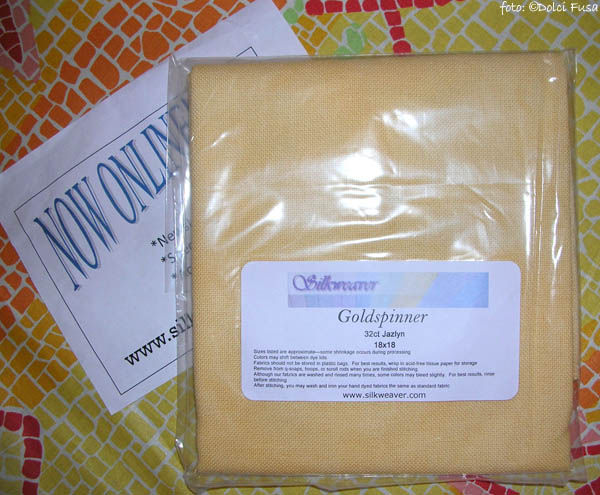 foto: ©Dolci Fusa
NOW ONLINE
*Ne
*S
www.sil
Silkweaver
Goldspinner
32ct Jazlyn
18x18
Sizes listed are approximate—some shrinkage occurs during processing
Colors may shift between dye lots.
Fabrics should not be stored in plastic bags. For best results, wrap in acid-free tissue paper for storage
Remove from q-snaps, hoops, or scroll rods when you are finished stitching.
Although our fabrics are washed and rinsed many times, some colors may bleed slightly. For best results, rinse
before stitching
After stitching, you may wash and iron your hand dyed fabrics the same as standard fabric
www.silkweaver.com